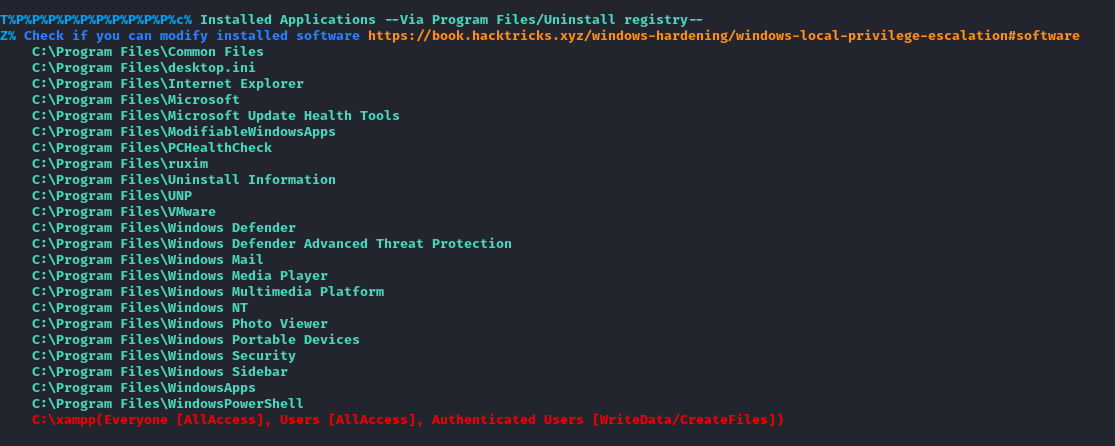 T%P%P%P%P%P%P%P%P%P%P%c% Installed Applications --Via Program Files/Uninstall registry--
Z% Check if you can modify installed software https://book.hacktricks.xyz/windows-hardening/windows-local-privilege-escalation#software
C:\Program Files\Common Files
C:\Program Files\desktop.ini
C:\Program Files\Internet Explorer
C:\Program Files\Microsoft
C:\Program Files\Microsoft Update Health Tools
C:\Program Files\ModifiableWindowsApps
C:\Program Files\PCHealthCheck
C:\Program Files\ruxim
C:\Program Files\Uninstall Information
C:\Program Files\UNP
C:\Program Files\VMware
C:\Program Files\Windows Defender
C:\Program Files\Windows Defender Advanced Threat Protection
C:\Program Files\Windows Mail
C:\Program Files\Windows Media Player
C:\Program Files\Windows Multimedia Platform
C:\Program Files\Windows NT
C:\Program Files\Windows Photo Viewer
C:\Program Files\Windows Portable Devices
C:\Program Files\Windows Security
C:\Program Files\Windows Sidebar
C:\Program Files\WindowsApps
C:\Program Files\WindowsPowerShell
C:\xampp(Everyone [AllAccess], Users [AllAccess], Authenticated Users [WriteData/CreateFiles])